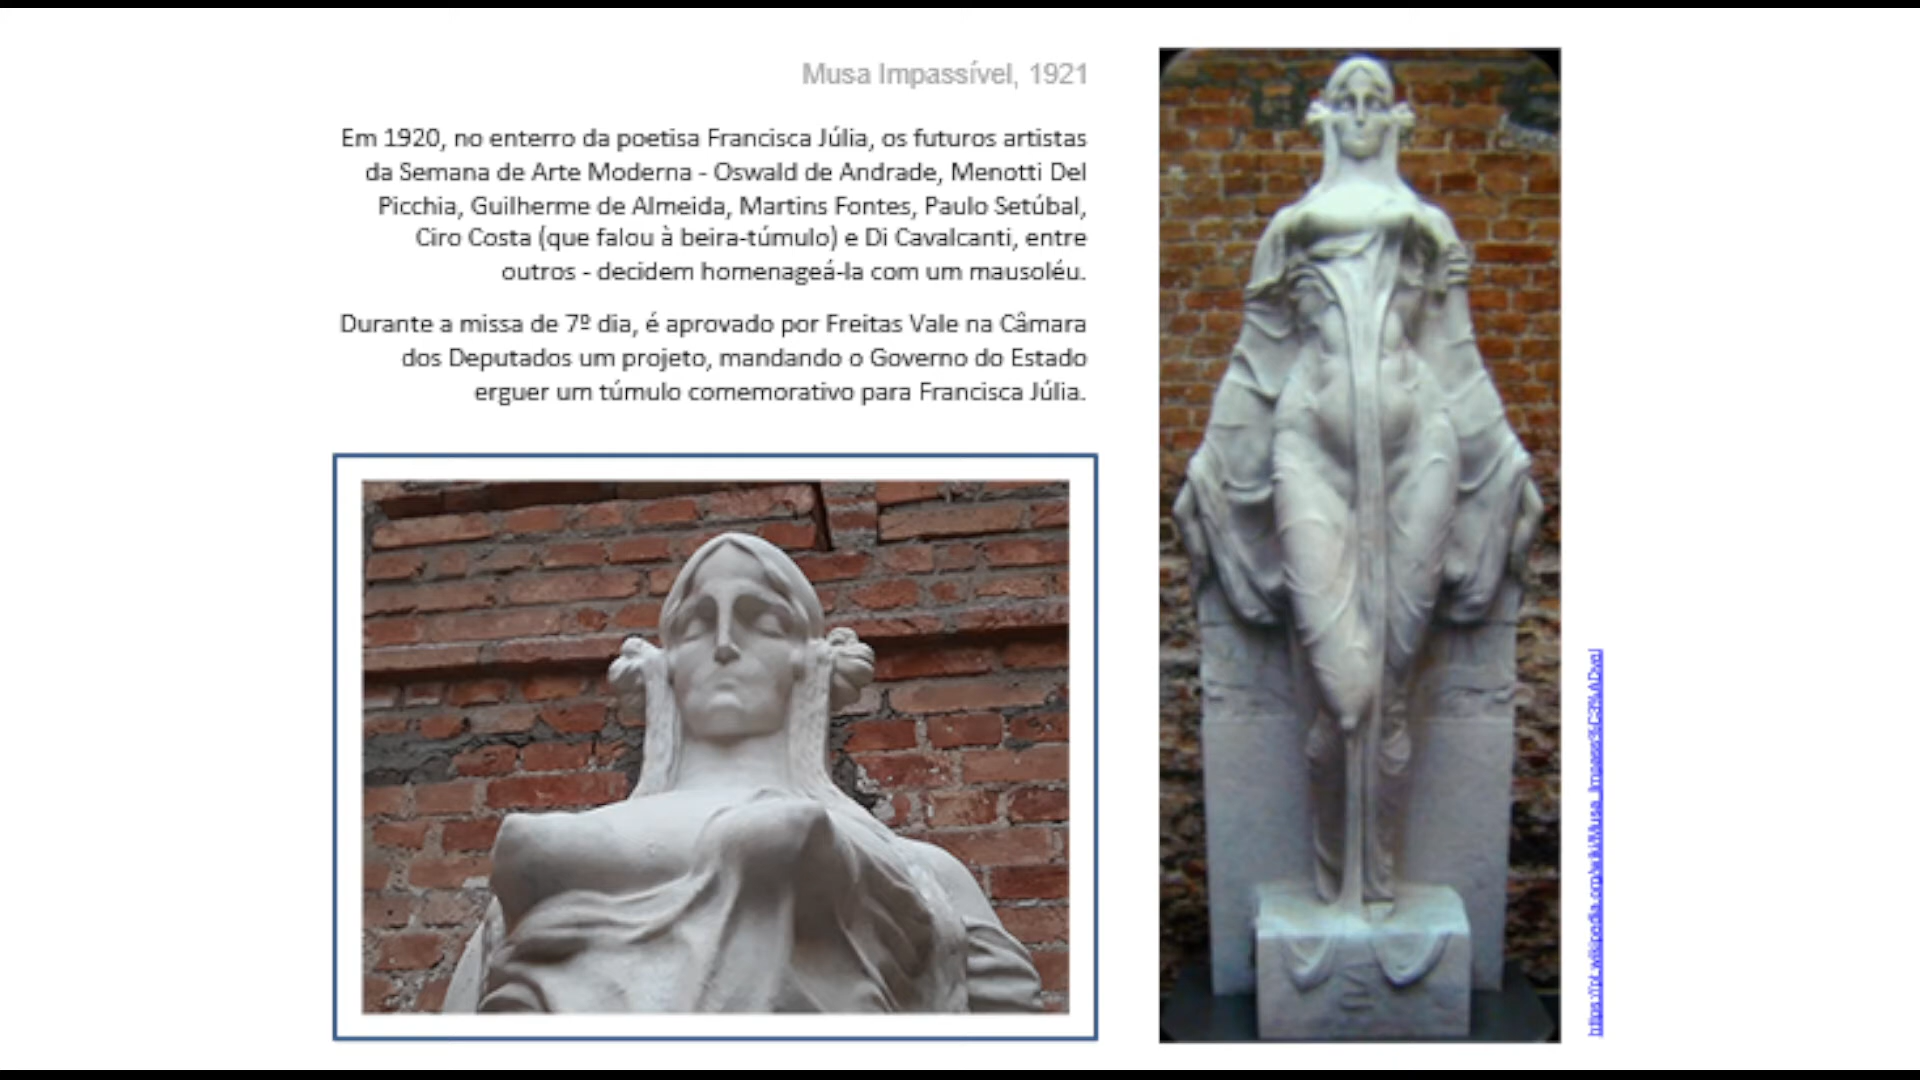 Musa Impassível, 1921
Em 1920, no enterro da poetisa Francisca Júlia, os futuros artistas
da Semana de Arte Moderna - Oswald de Andrade, Menotti Del
Picchia, Guilherme de Almeida, Martins Fontes, Paulo Setúbal,
Ciro Costa (que falou à beira-túmulo) e Di Cavalcanti, entre
outros - decidem homenageá-la com um mausoléu.
Durante a missa de 7º dia, é aprovado por Freitas Vale na Câmara
dos Deputados um projeto, mandando o Governo do Estado
erguer um túmulo comemorativo para Francisca Júlia.